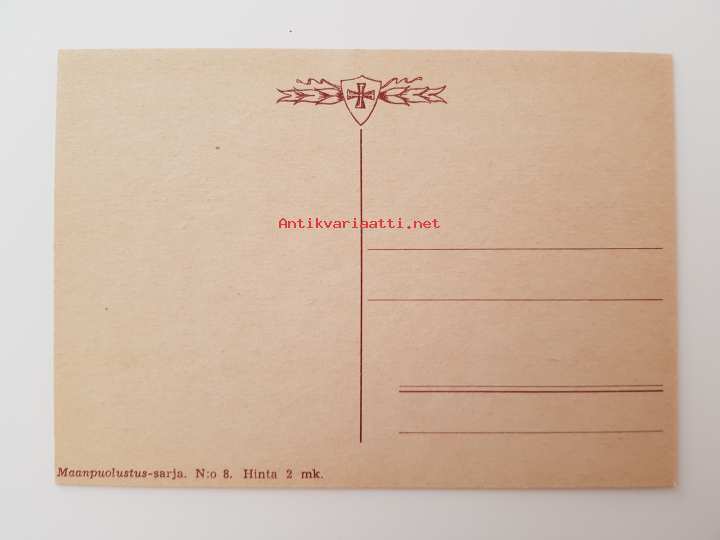 Antikvariaatti.net
Maanpuolustus-sarja. N:o 8. Hinta 2 mk.